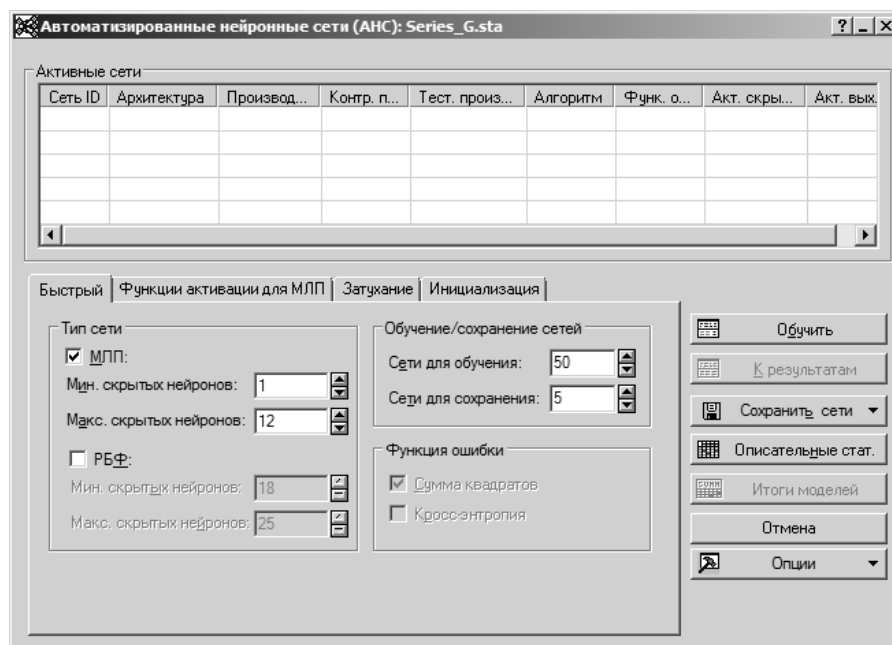 Автоматизированные нейронные сети (АНС): Series_G.sta
Активные сети
Сеть ID Архитектура Производ... Контр. п... Тест. произ... Алгоритм Функ. о... Акт. скры... Акт. вых.
Быстрый Функции активации для МЛП Затухание Инициализация
Тип сети
МЛП:
Мин. скрытых нейронов: 1
Макс. скрытых нейронов: 12
РБФ:
Мин. скрытых нейронов: 18
Макс. скрытых нейронов: 25
Обучение/сохранение сетей
Сети для обучения: 50
Сети для сохранения: 5
Функция ошибки
Сумма квадратов
Кросс-энтропия
Обучить
К результатам
Сохранить сети
Описательные стат.
Итоги моделей
Отмена
Опции